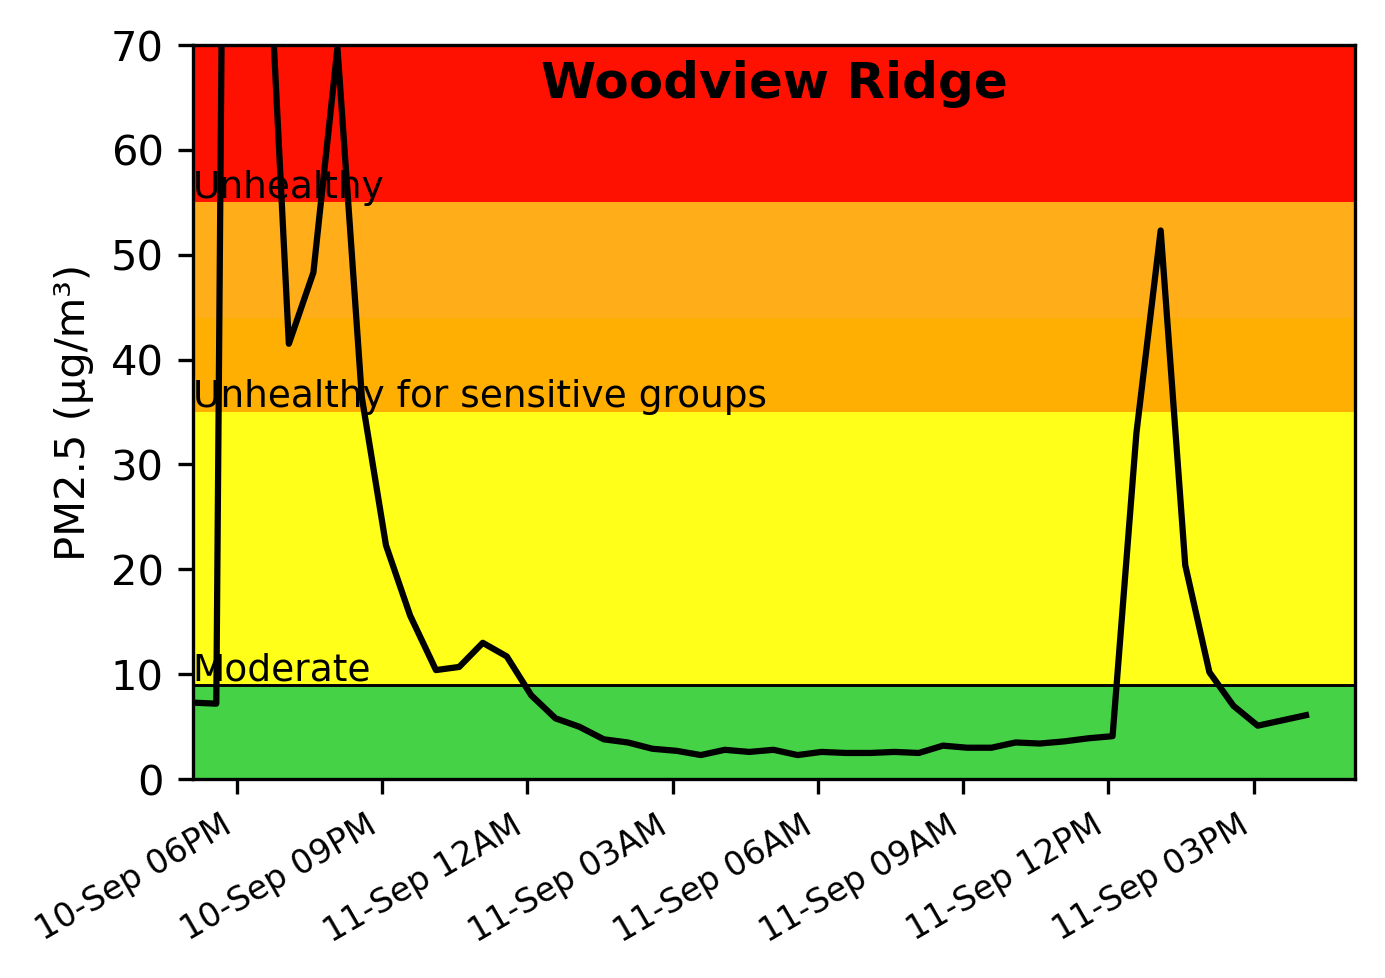 Woodview Ridge
PM2.5 (μg/m³)
70
60
Unhealthy
50
40
Unhealthy for sensitive groups
30
20
10
Moderate
0
10-Sep 06PM
10-Sep 09PM
11-Sep 12AM
11-Sep 03AM
11-Sep 06AM
11-Sep 09AM
11-Sep 12PM
11-Sep 03PM